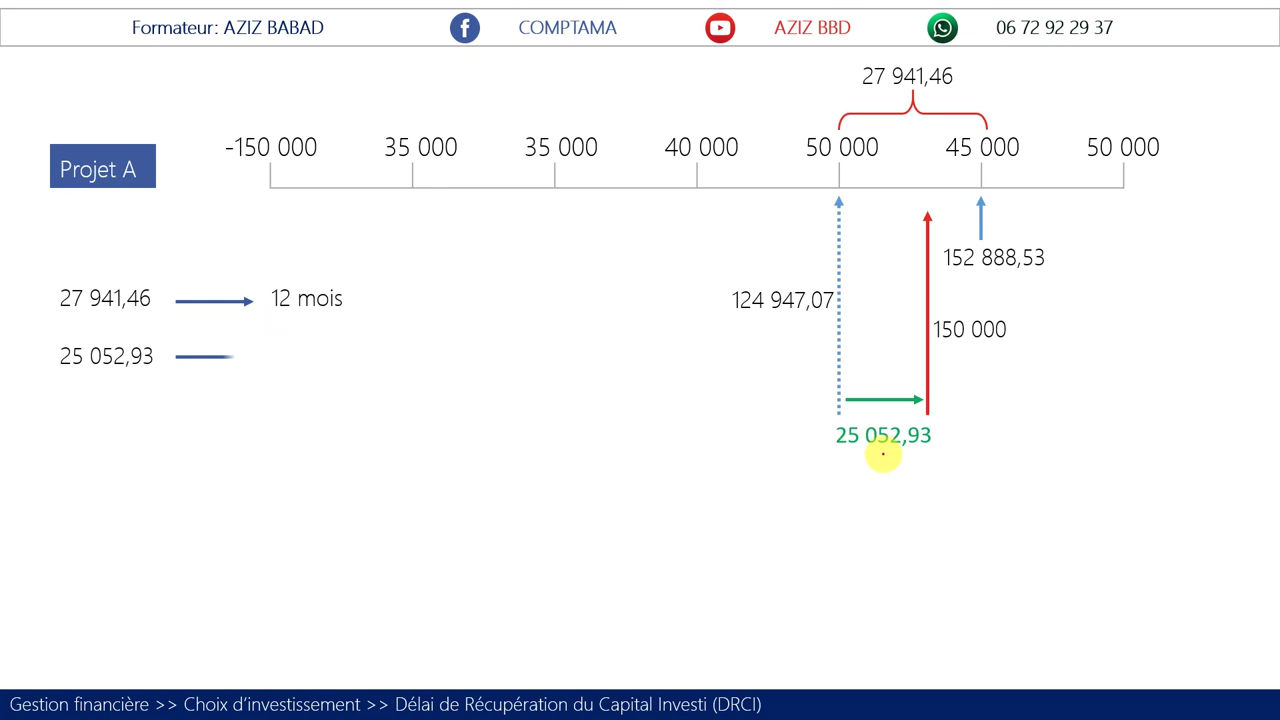 Formateur: AZIZ BABAD COMPTAMA AZIZ BBD 06 72 92 29 37
27 941,46
Projet A -150 000 35 000 35 000 40 000 50 000 45 000 50 000
152 888,53
27 941,46 12 mois 124 947,07
150 000
25 052,93
25 052,93
Gestion financière >> Choix d’investissement >> Délai de Récupération du Capital Investi (DRCI)